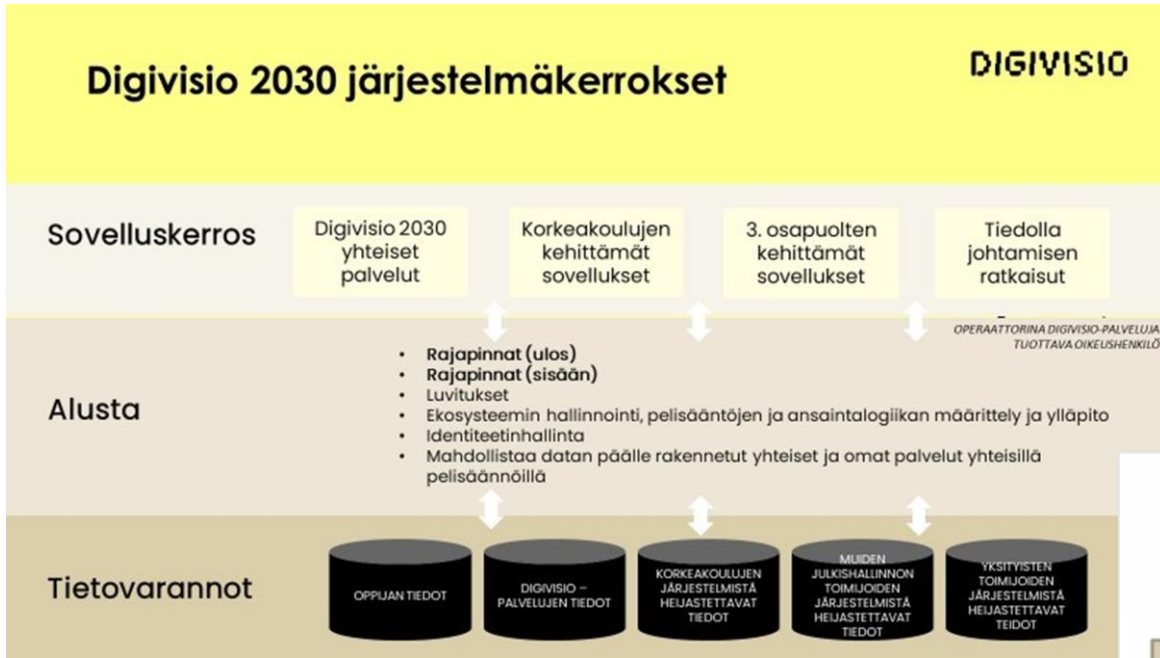 Digivisio 2030 järjestelmäkerrokset
DIGIVISIO
Sovelluskerros
Digivisio 2030
yhteiset
palvelut
Korkeakoulujen
kehittämät
sovellukset
3. osapuolten
kehittämät
sovellukset
Tiedolla
johtamisen
ratkaisut
OPERAATTORINA DIGIVISIO-PALVELUJA
TUOTTAVA OIKEUSHENKILÖ
Alusta
• Rajapinnat (ulos)
• Rajapinnat (sisään)
• Luvitukset
• Ekosysteemin hallinnointi, pelisääntöjen ja ansaintalogiikan määrittely ja ylläpito
• Identiteetinhallinta
• Mahdollistaa datan päälle rakennetut yhteiset ja omat palvelut yhteisillä
pelisäännöillä
Tietovarannot
OPPIJAN TIEDOT
DIGIVISIO –
PALVELUJEN TIEDOT
KORKEAKOULUJEN
JÄRJESTELMISTÄ
HEIJASTETTAVAT
TIEDOT
MUIDEN
JULKISHALLINNON
TOIMIJOIDEN
JÄRJESTELMISTÄ
HEIJASTETTAVAT
TIEDOT
YKSITYISTEN
TOIMIJOIDEN
JÄRJESTELMISTÄ
HEIJASTETTAVAT
TEIDOT